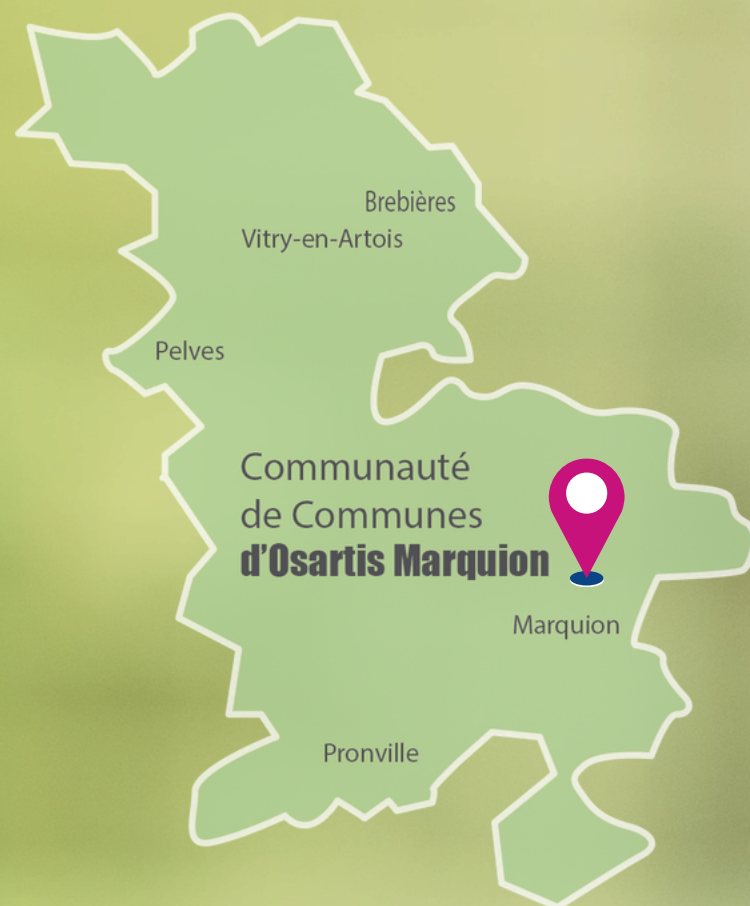 Brebières
Vitry-en-Artois
Pelves
Communauté
de Communes
d'Osartis Marquion
Marquion
Pronville